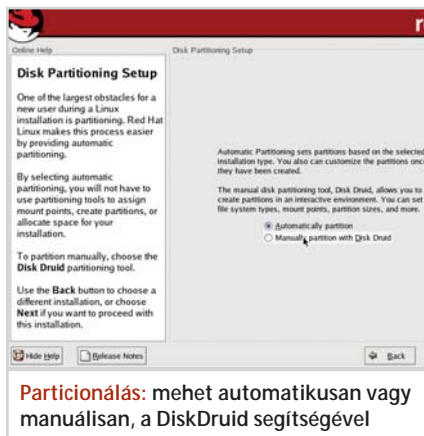 r
Online Help
Disk Partitioning Setup
One of the largest obstacles for a
new user during a Linux
installation is partitioning. Red Hat
Linux makes this process easier
by providing automatic
partitioning.
By selecting automatic
partitioning, you will not have to
use partitioning tools to assign
mount points, create partitions, or
allocate space for your
installation.
To partition manually, choose the
Disk Druid partitioning tool.
Use the Back button to choose a
different installation, or choose
Next if you want to proceed with
this installation.
Hide Help
Release Notes
Disk Partitioning Setup
Automatic Partitioning sets partitions based on the selected
installation type. You also can customize the partitions once
they have been created.
The manual disk partitioning tool, Disk Druid, allows you to
create partitions in an interactive environment. You can set
file system types, mount points, partition sizes, and more.
Automatically partition
Manually partition with Disk Druid
Back
Particionálás: mehet automatikusan vagy
manuálisan, a DiskDruid segítségével